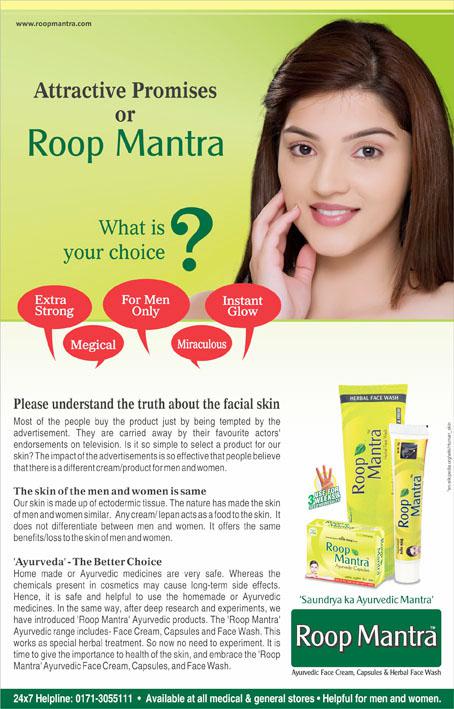 www.roopmantra.com
Attractive Promises
or
Roop Mantra
What is
your choice
?
Extra
Strong
For Men
Only
Instant
Glow
Megical
Miraculous
Please understand the truth about the facial skin
Most of the people buy the product just by being tempted by the
advertisement. They are carried away by their favourite actors'
endorsements on television. Is it so simple to select a product for our
skin? The impact of the advertisements is so effective that people believe
that there is a different cream/product for men and women.
The skin of the men and women is same
Our skin is made up of ectodermic tissue. The nature has made the skin
of men and women similar. Any cream/ lepan acts as a food to the skin. It
does not differentiate between men and women. It offers the same
benefits/loss to the skin of men and women.
'Ayurveda' - The Better Choice
Home made or Ayurvedic medicines are very safe. Whereas the
chemicals present in cosmetics may cause long-term side effects.
Hence, it is safe and helpful to use the homemade or Ayurvedic
medicines. In the same way, after deep research and experiments, we
have introduced 'Roop Mantra' Ayurvedic products. The 'Roop Mantra'
Ayurvedic range includes- Face Cream, Capsules and Face Wash. This
works as special herbal treatment. So now no need to experiment. It is
time to give the importance to health of the skin, and embrace the 'Roop
Mantra' Ayurvedic Face Cream, Capsules, and Face Wash.
HERBAL FACE WASH
Roop
Mantra
Roop
Mantra
3 USE FOR
WEEKS
Roop
Mantra
Ayurvedic Capsules
'Saundrya ka Ayurvedic Mantra'
Roop Mantra
TM
Ayurvedic Face Cream, Capsules & Herbal Face Wash
24x7 Helpline: 0171-3055111 • Available at all medical & general stores • Helpful for men and women.